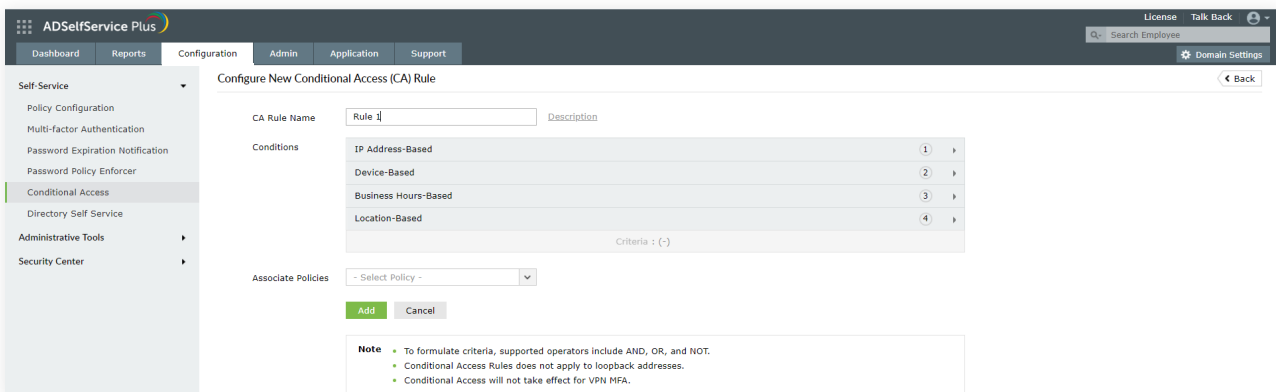 ADSelfService Plus
License Talk Back
Search Employee
Dashboard Reports Configuration Admin Application Support
Domain Settings
Self-Service
Policy Configuration
Multi-factor Authentication
Password Expiration Notification
Password Policy Enforcer
Conditional Access
Directory Self Service
Administrative Tools
Security Center
Configure New Conditional Access (CA) Rule
Back
CA Rule Name Rule 1 Description
Conditions
IP Address-Based 1
Device-Based 2
Business Hours-Based 3
Location-Based 4
Criteria : (-)
Associate Policies - Select Policy -
Add Cancel
Note • To formulate criteria, supported operators include AND, OR, and NOT.
• Conditional Access Rules does not apply to loopback addresses.
• Conditional Access will not take effect for VPN MFA.